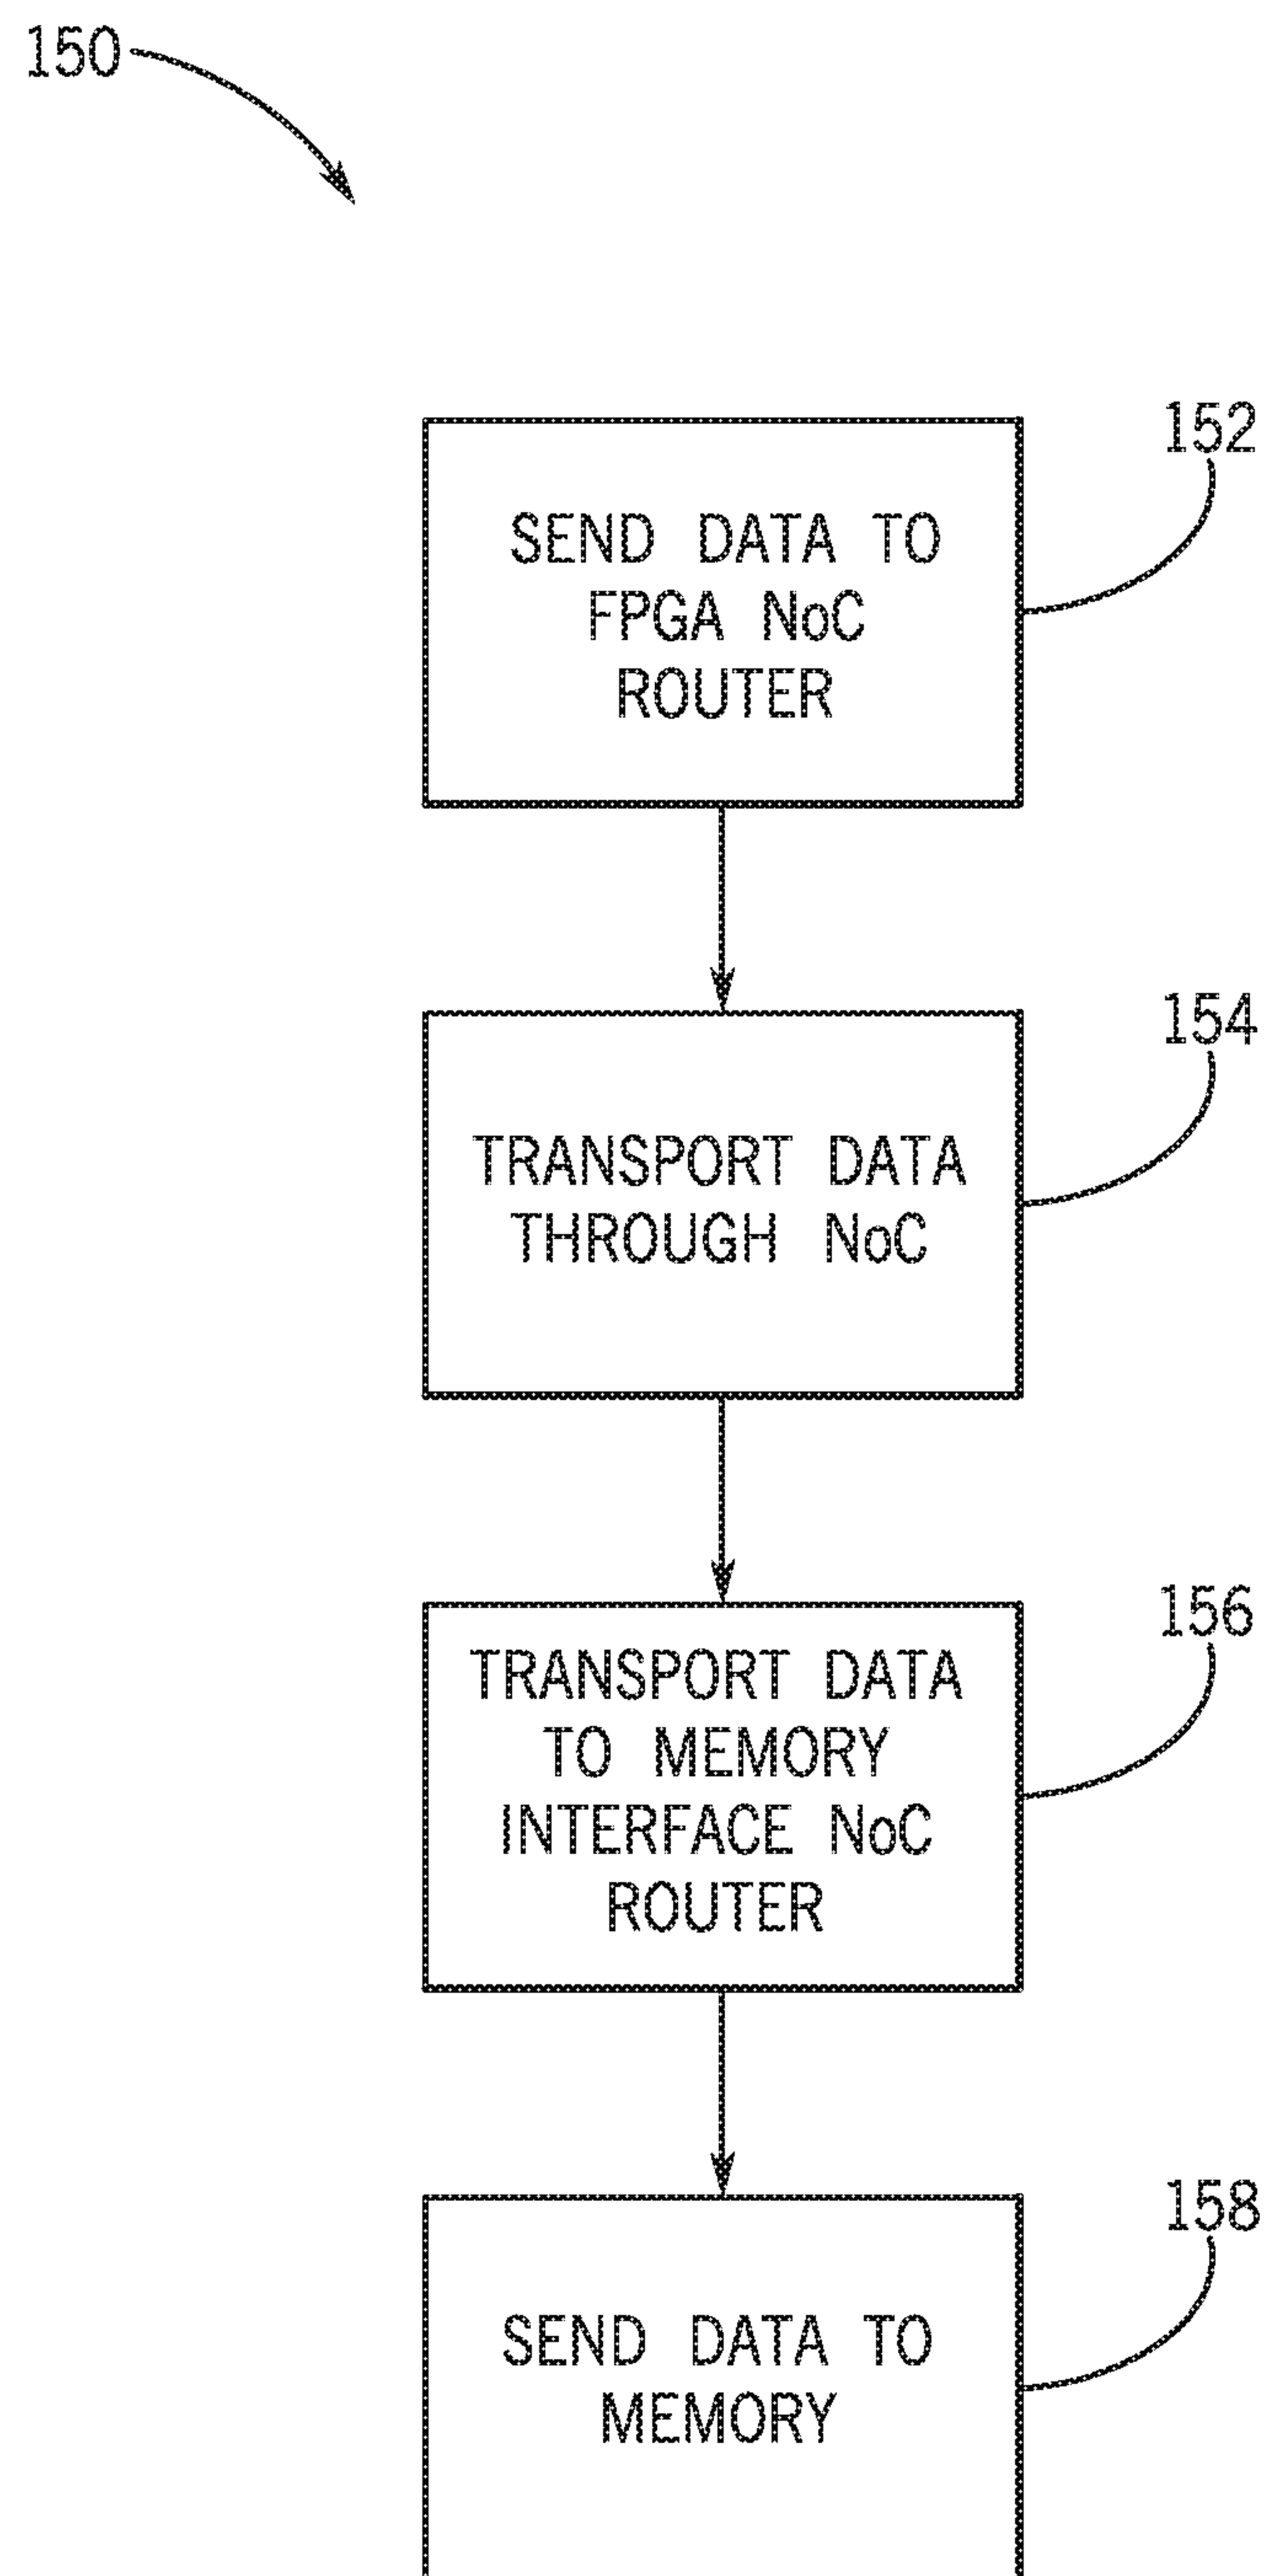 150
152
SEND DATA TO
FPGA NoC
ROUTER
154
TRANSPORT DATA
THROUGH NoC
156
TRANSPORT DATA
TO MEMORY
INTERFACE NoC
ROUTER
158
SEND DATA TO
MEMORY